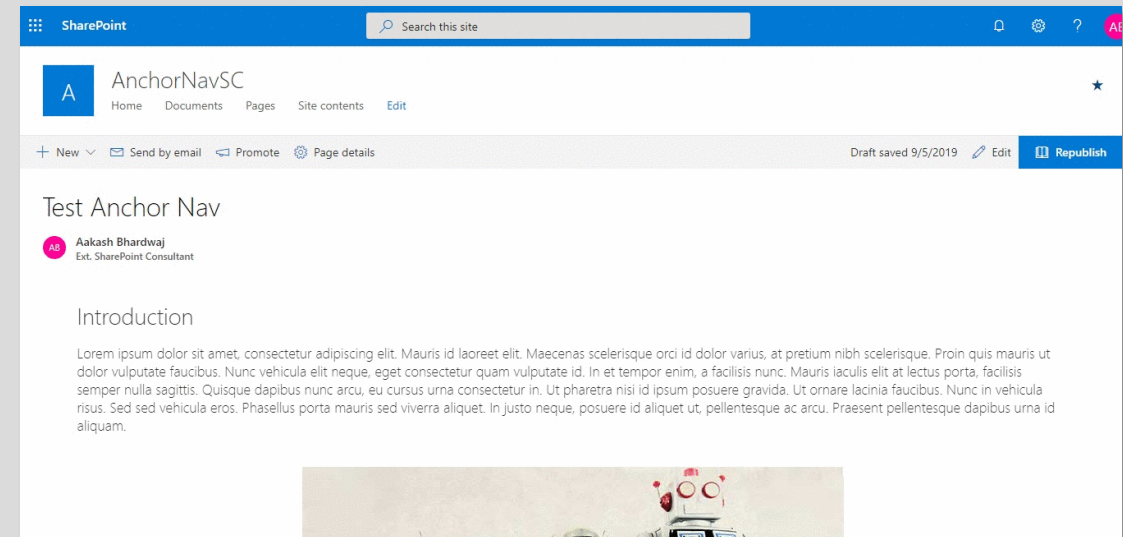 SharePoint
Search this site
?
AB
A
AnchorNavSC
Home Documents Pages Site contents Edit
New Send by email Promote Page details
Draft saved 9/5/2019 Edit Republish
Test Anchor Nav
AB
Aakash Bhardwaj
Ext. SharePoint Consultant
Introduction
Lorem ipsum dolor sit amet, consectetur adipiscing elit. Mauris id laoreet elit. Maecenas scelerisque orci id dolor varius, at pretium nibh scelerisque. Proin quis mauris ut
dolor vulputate faucibus. Nunc vehicula elit neque, eget consectetur quam vulputate id. In et tempor enim, a facilisis nunc. Mauris iaculis elit at lectus porta, facilisis
semper nulla sagittis. Quisque dapibus nunc arcu, eu cursus urna consectetur in. Ut pharetra nisi id ipsum posuere gravida. Ut ornare lacinia faucibus. Nunc in vehicula
risus. Sed sed vehicula eros. Phasellus porta mauris sed viverra aliquet. In justo neque, posuere id aliquet ut, pellentesque ac arcu. Praesent pellentesque dapibus urna id
aliquam.